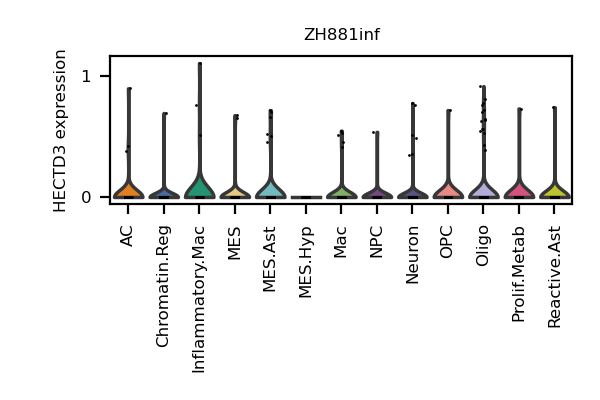 ZH881inf
HECTD3 expression
1
0
AC
Chromatin.Reg
Inflammatory.Mac
MES
MES.Ast
MES.Hyp
Mac
NPC
Neuron
OPC
Oligo
Prolif.Metab
Reactive.Ast